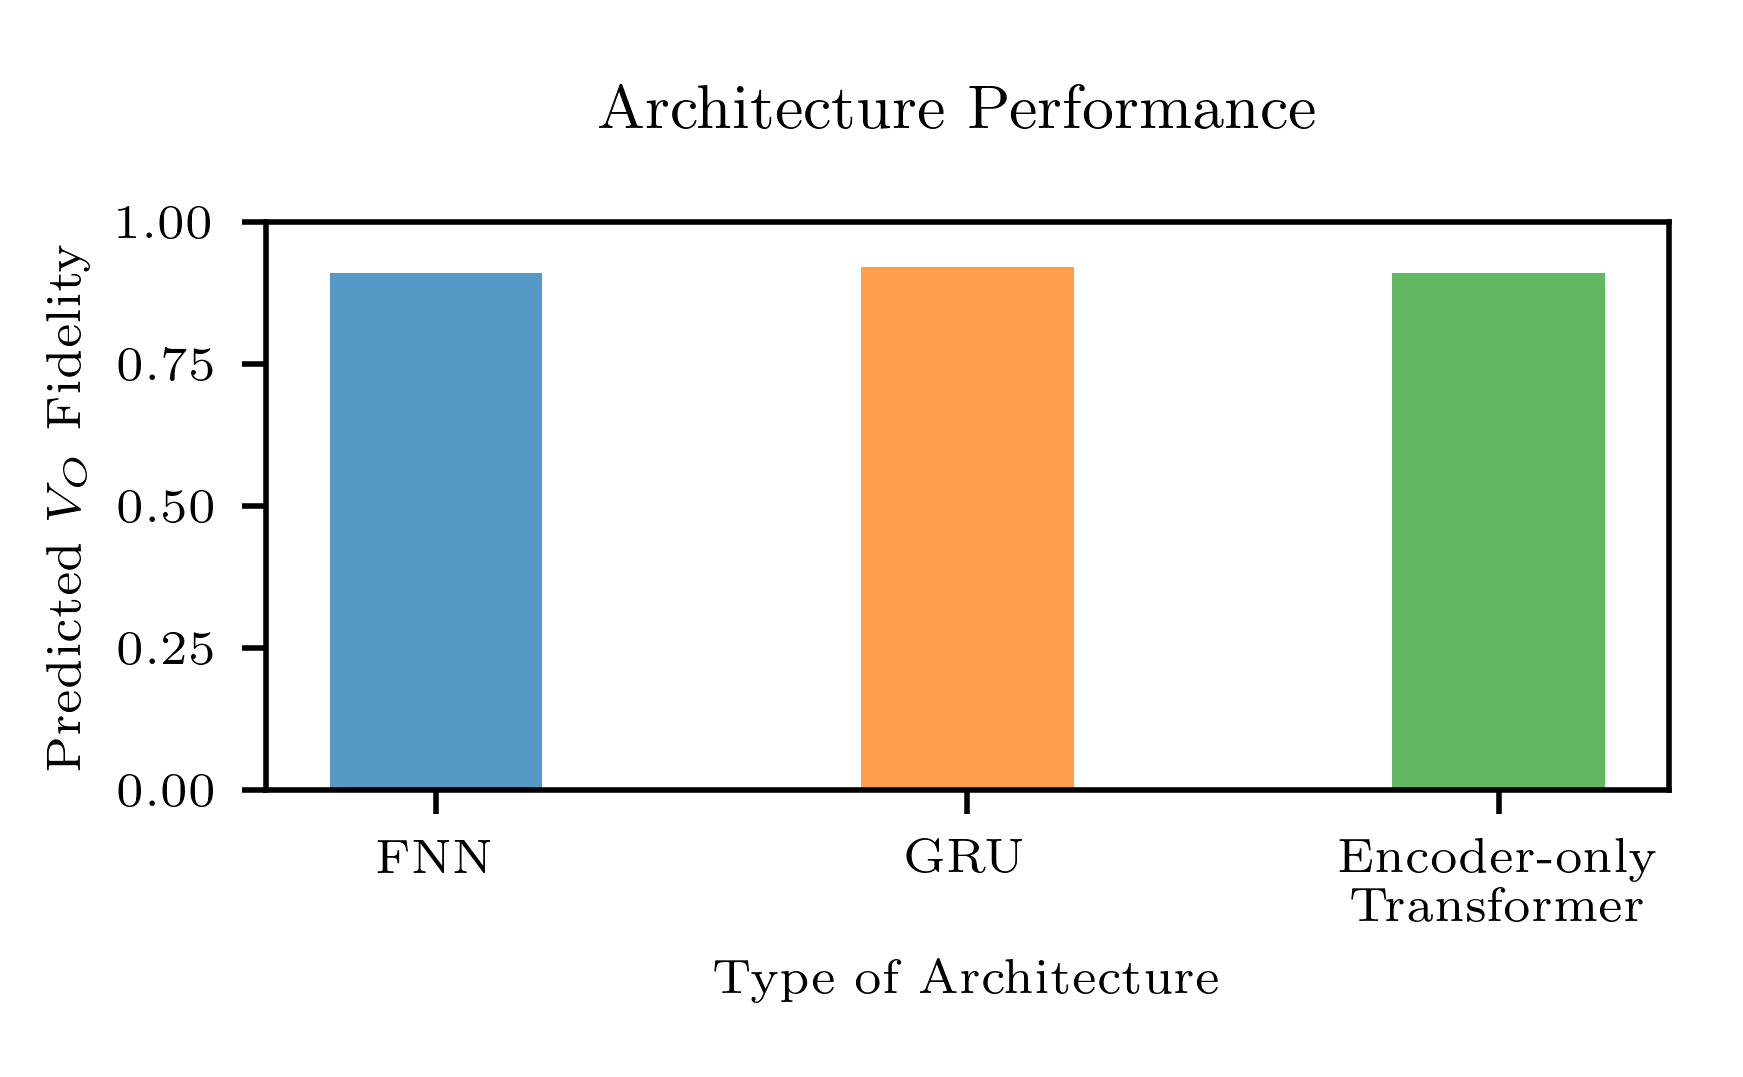 Architecture Performance
Predicted V_O Fidelity
1.00
0.75
0.50
0.25
0.00
FNN
GRU
Encoder-only
Transformer
Type of Architecture